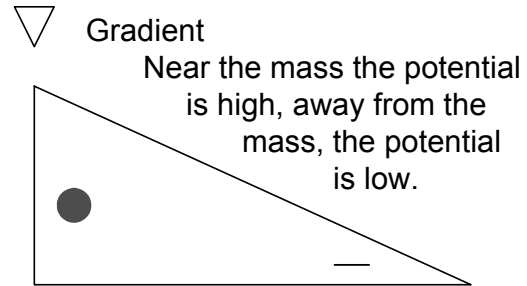 ▽ Gradient
Near the mass the potential
is high, away from the
mass, the potential
is low.